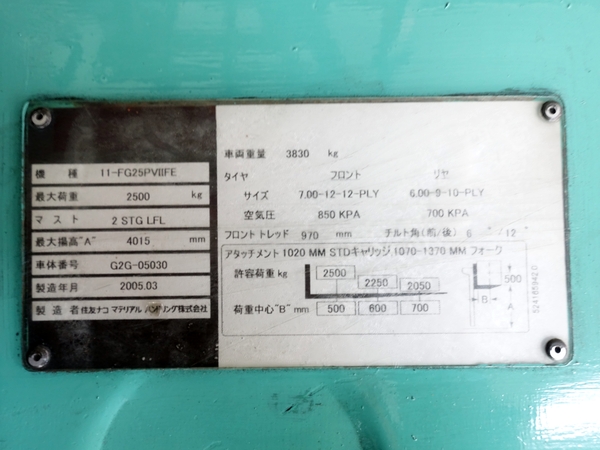 機 種 11-FG25PVIIFE
最大荷重 2500 kg
マスト 2 STG LFL
最大揚高"A" 4015 mm
車体番号 G2G-05030
製造年月 2005.03
製造者 住友ナコ マテリアル ハンドリング株式会社
車両重量 3830 kg
タイヤ フロント リヤ
サイズ 7.00-12-12-PLY 6.00-9-10-PLY
空気圧 850 KPA 700 KPA
フロント トレッド 970 mm チルト角(前/後) 6 °/12°
アタッチメント 1020 MM STDキャリッジ 1070-1370 MM フォーク
許容荷重 kg 2500 2250 2050
荷重中心"B" mm 500 600 700
500
B
A